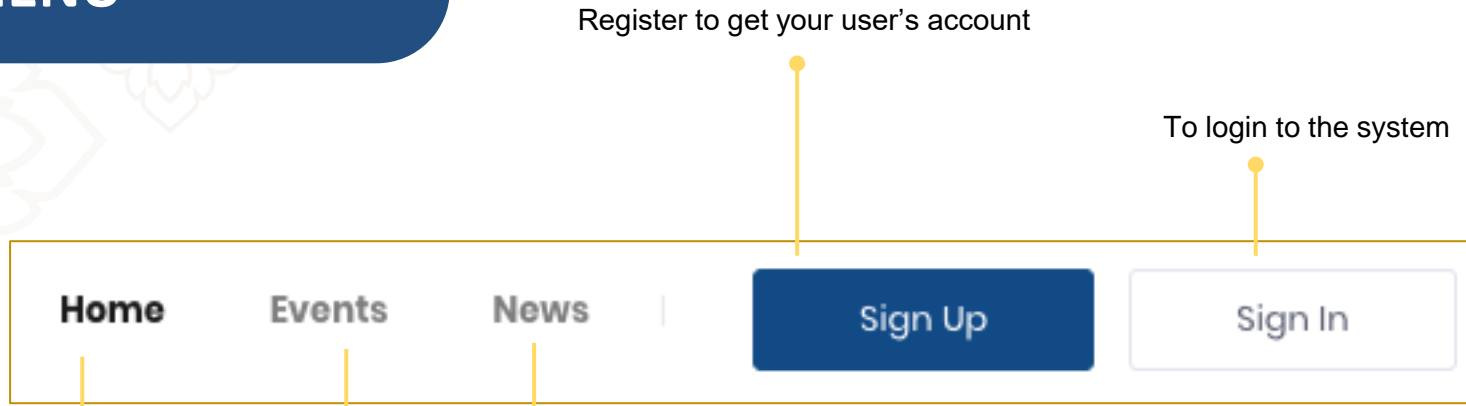 Register to get your user’s account
To login to the system
Home Events News Sign Up Sign In